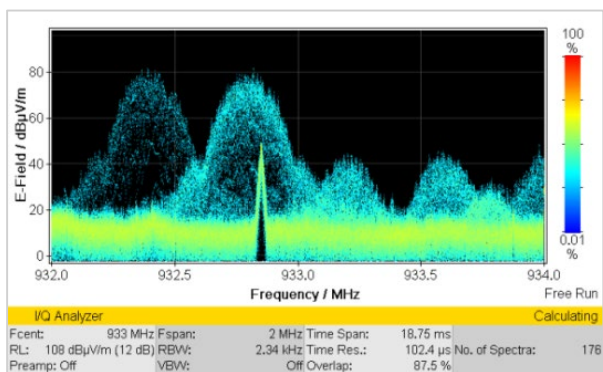 100
%
80
60
40
20
0
E-Field / dBµV/m
0.01
%
932.0 932.5 933.0 933.5 934.0
Frequency / MHz
Free Run
I/Q Analyzer Calculating
Fcent: 933 MHz Fspan: 2 MHz Time Span: 18.75 ms
RL: 108 dBµV/m (12 dB) RBW: 2.34 kHz Time Res.: 102.4 µs No. of Spectra: 176
Preamp: Off VBW: Off Overlap: 87.5 %